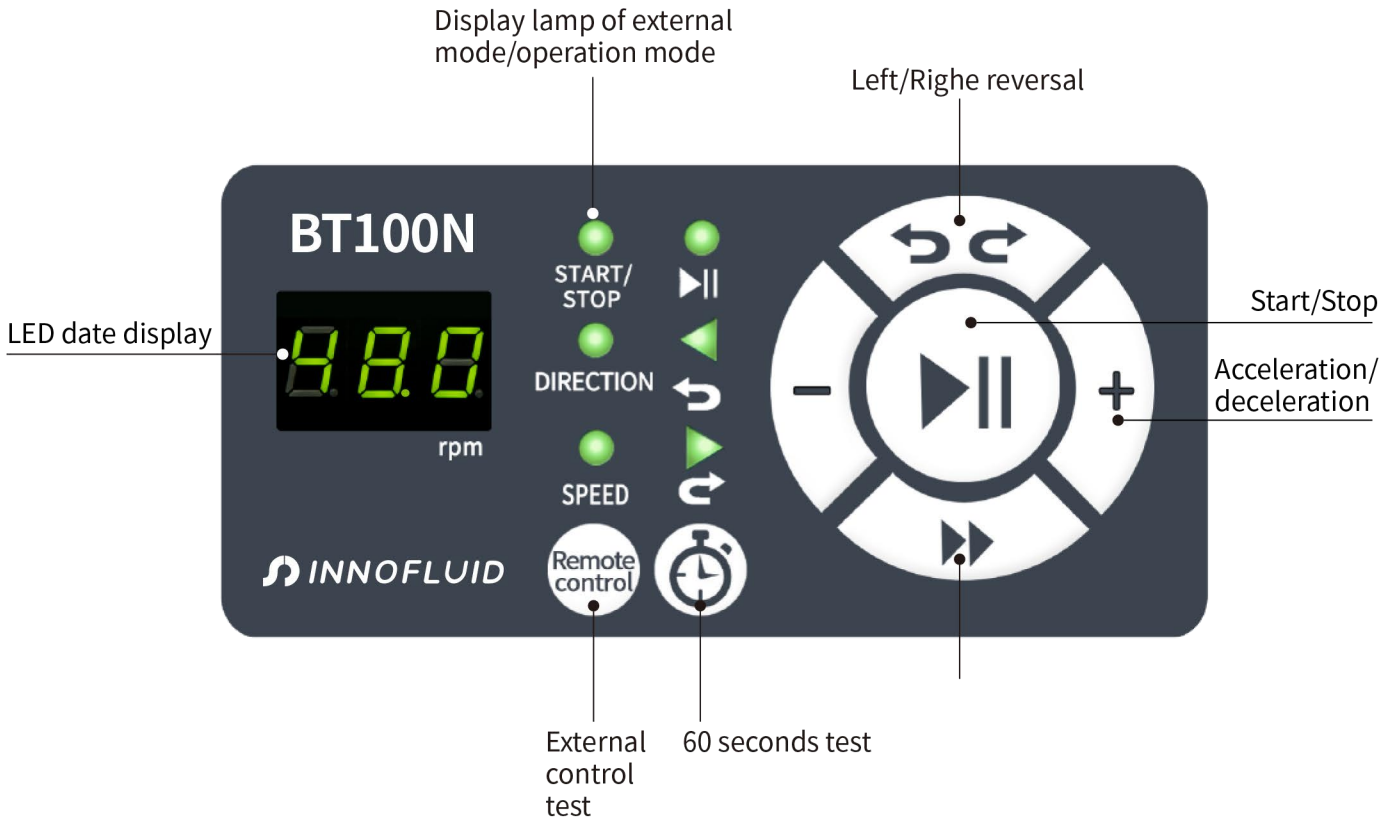 Display lamp of external
mode/operation mode
Left/Righe reversal
BT100N
START/
STOP
LED date display
48.0
rpm
DIRECTION
SPEED
Start/Stop
Acceleration/
deceleration
INNOFLUID
Remote
control
External
control
test
60 seconds test